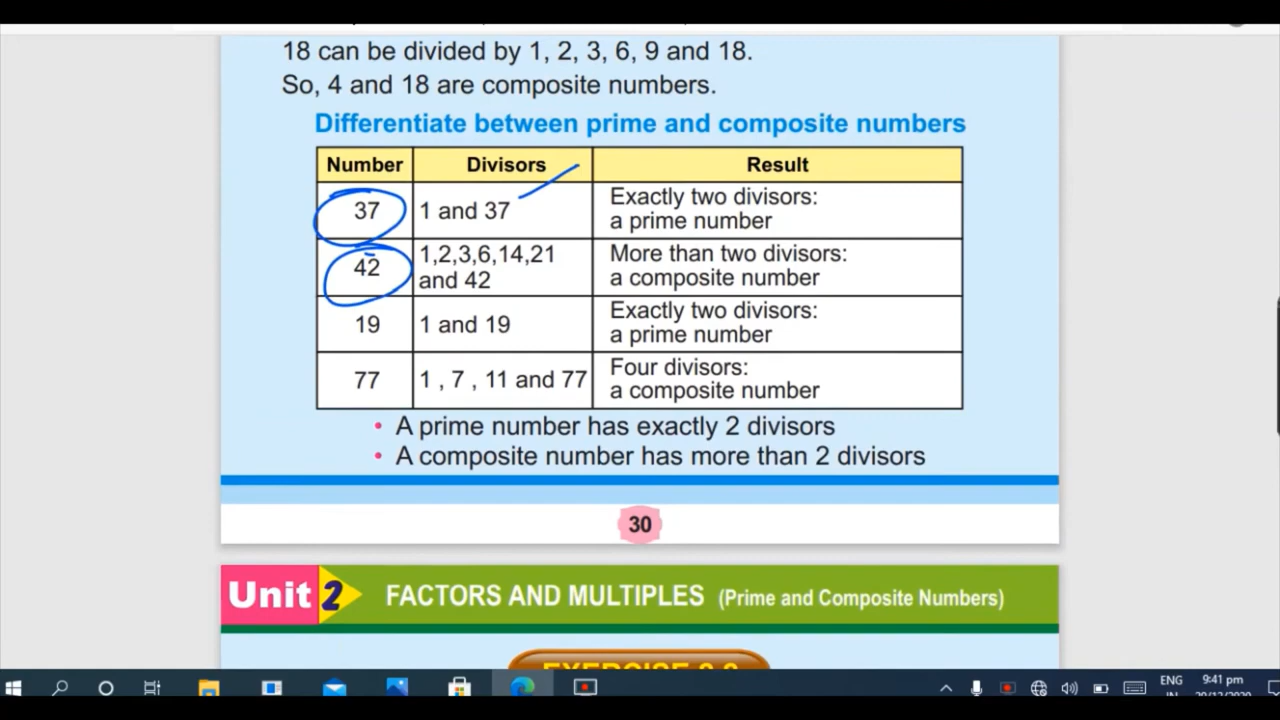 18 can be divided by 1, 2, 3, 6, 9 and 18.
So, 4 and 18 are composite numbers.
Differentiate between prime and composite numbers
Number Divisors Result
37 1 and 37 Exactly two divisors:
a prime number
42 1,2,3,6,14,21
and 42 More than two divisors:
a composite number
19 1 and 19 Exactly two divisors:
a prime number
77 1 , 7 , 11 and 77 Four divisors:
a composite number
• A prime number has exactly 2 divisors
• A composite number has more than 2 divisors
30
Unit 2 FACTORS AND MULTIPLES (Prime and Composite Numbers)
ENG 9:41 pm
IN